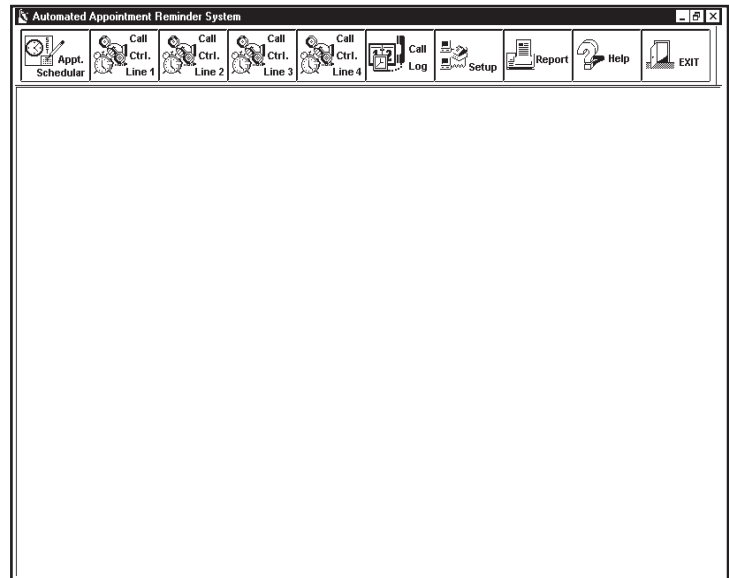 Automated Appointment Reminder System
Appt.
Schedular
Call
Ctrl.
Line 1
Call
Ctrl.
Line 2
Call
Ctrl.
Line 3
Call
Ctrl.
Line 4
Call
Log
Setup
Report
Help
EXIT